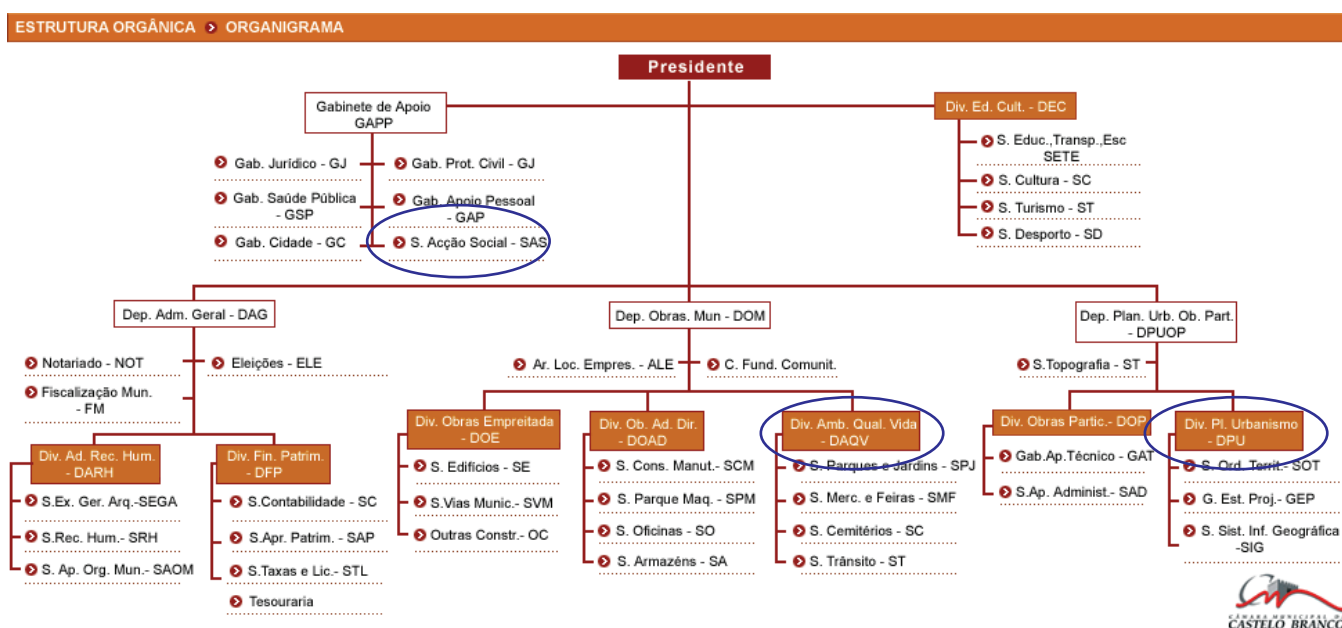 ESTRUTURA ORGÂNICA ORGANIGRAMA
Presidente
Gabinete de Apoio
GAPP
Div. Ed. Cult. - DEC
Gab. Jurídico - GJ
Gab. Prot. Civil - GJ
Gab. Saúde Pública
- GSP
Gab. Apoio Pessoal
- GAP
Gab. Cidade - GC
S. Acção Social - SAS
S. Educ.,Transp.,Esc
SETE
S. Cultura - SC
S. Turismo - ST
S. Desporto - SD
Dep. Adm. Geral - DAG
Notariado - NOT
Eleições - ELE
Fiscalização Mun.
- FM
Div. Ad. Rec. Hum.
- DARH
S.Ex. Ger. Arq.-SEGA
S.Rec. Hum.- SRH
S. Ap. Org. Mun.- SAOM
Div. Fin. Patrim.
- DFP
S.Contabilidade - SC
S.Apr. Patrim. - SAP
S.Taxas e Lic.- STL
Tesouraria
Dep. Obras. Mun - DOM
Ar. Loc. Empres. - ALE
C. Fund. Comunit.
Div. Obras Empreitada
- DOE
S. Edifícios - SE
S.Vias Munic.- SVM
Outras Constr.- OC
Div. Ob. Ad. Dir.
- DOAD
S. Cons. Manut.- SCM
S. Parque Maq. - SPM
S. Oficinas - SO
S. Armazéns - SA
Div. Amb. Qual. Vida
- DAQV
S. Parques e Jardins - SPJ
S. Merc. e Feiras - SMF
S. Cemitérios - SC
S. Trânsito - ST
Dep. Plan. Urb. Ob. Part.
- DPUOP
S.Topografia - ST
Div. Obras Partic.- DOP
Gab.Ap.Técnico - GAT
S.Ap. Administ.- SAD
Div. Pl. Urbanismo
- DPU
S. Ord. Territ.- SOT
G. Est. Proj.- GEP
S. Sist. Inf. Geográfica
-SIG
CÂMARA MUNICIPAL DE
CASTELO BRANCO